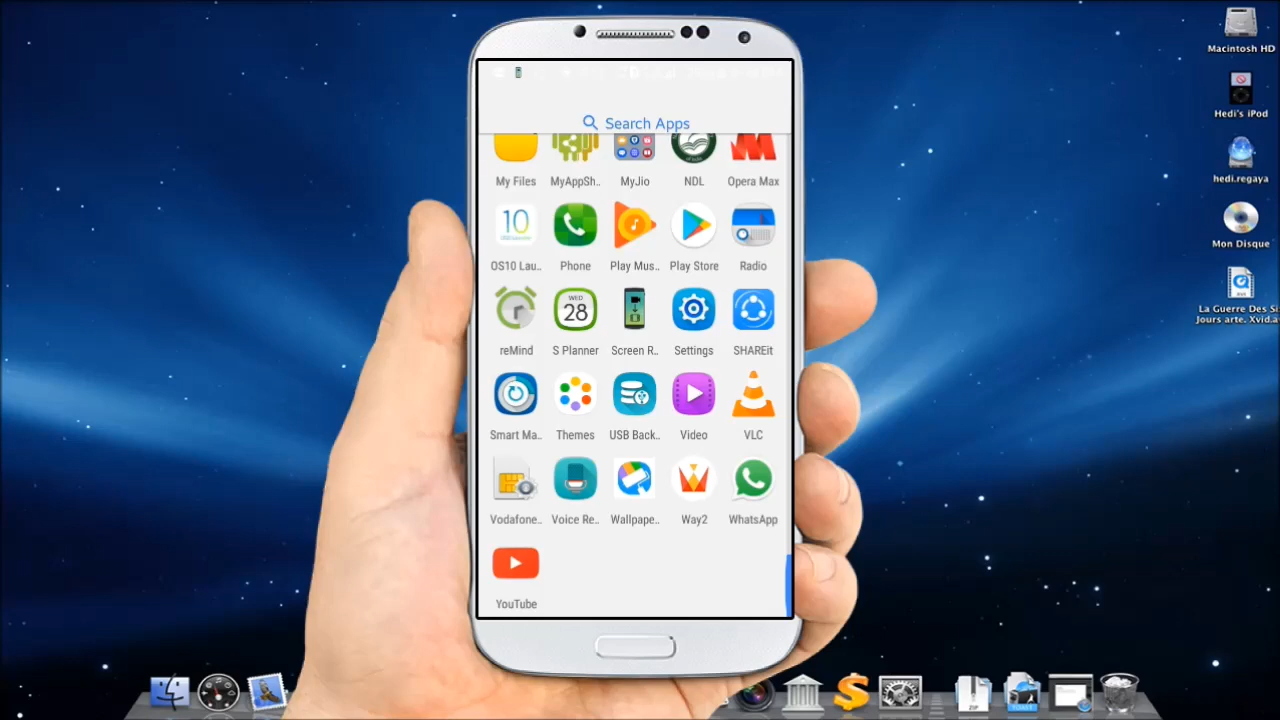 Search Apps
My Files MyAppSh.. MyJio NDL Opera Max
10
OS10 Lau.. Phone Play Mus.. Play Store Radio
WED
28
reMind S Planner Screen R.. Settings SHAREit
Smart Ma.. Themes USB Back.. Video VLC
Vodafone.. Voice Re.. Wallpape.. Way2 WhatsApp
YouTube
Macintosh HD
Hedi's iPod
hedi.regaya
Mon Disque
La Guerre Des Si
Jours arte. Xvid.a
ZIP